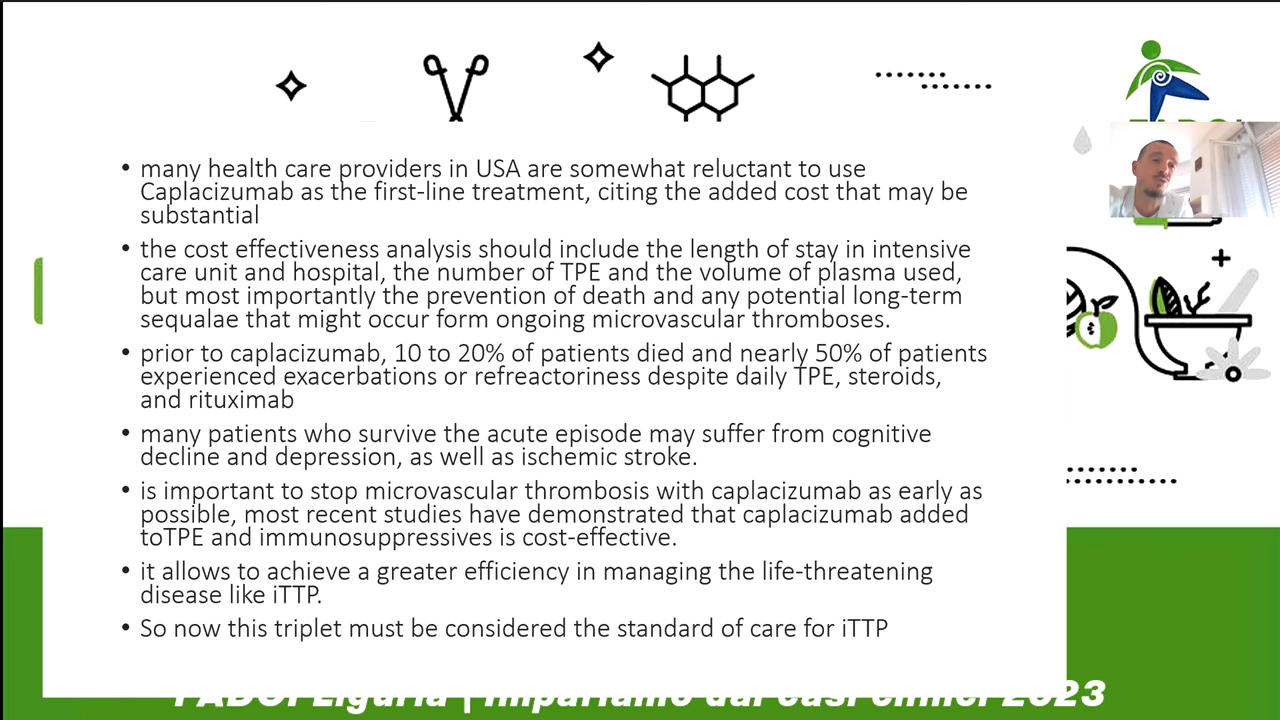 • many health care providers in USA are somewhat reluctant to use
Caplacizumab as the first-line treatment, citing the added cost that may be
substantial
• the cost effectiveness analysis should include the length of stay in intensive
care unit and hospital, the number of TPE and the volume of plasma used,
but most importantly the prevention of death and any potential long-term
sequalae that might occur form ongoing microvascular thromboses.
• prior to caplacizumab, 10 to 20% of patients died and nearly 50% of patients
experienced exacerbations or refreactoriness despite daily TPE, steroids,
and rituximab
• many patients who survive the acute episode may suffer from cognitive
decline and depression, as well as ischemic stroke.
• is important to stop microvascular thrombosis with caplacizumab as early as
possible, most recent studies have demonstrated that caplacizumab added
toTPE and immunosuppressives is cost-effective.
• it allows to achieve a greater efficiency in managing the life-threatening
disease like iTTP.
• So now this triplet must be considered the standard of care for iTTP
FADOI Liguria | Impariamo dai casi clinici 2023